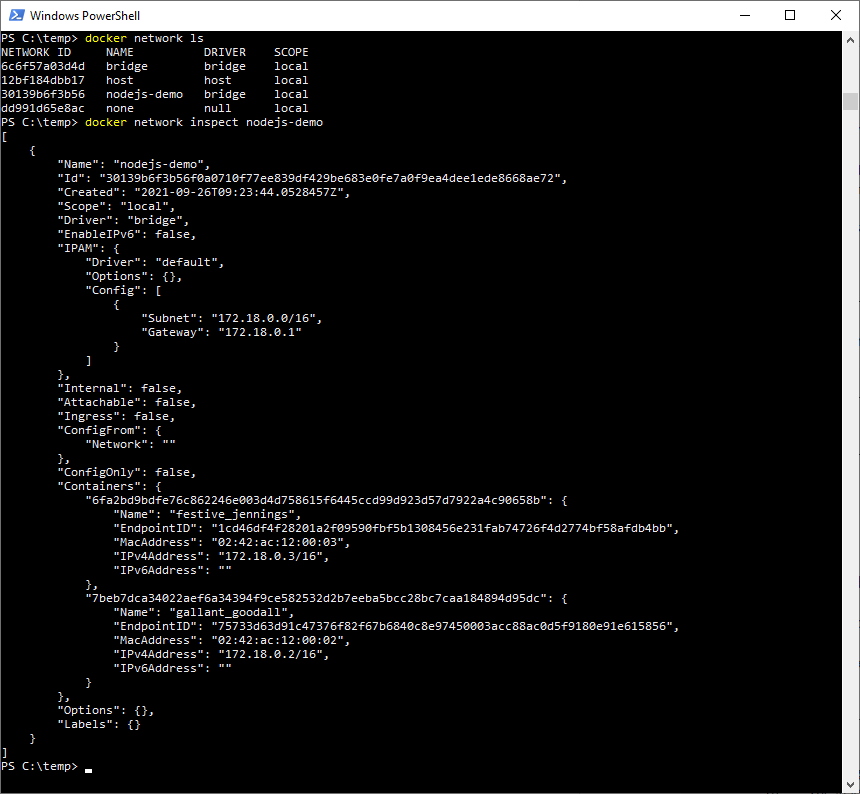 Windows PowerShell
PS C:\temp> docker network ls
NETWORK ID     NAME          DRIVER    SCOPE
6c6f57a03d4d   bridge        bridge    local
12bf184dbb17   host          host      local
30139b6f3b56   nodejs-demo   bridge    local
dd991d65e8ac   none          null      local
PS C:\temp> docker network inspect nodejs-demo
[
    {
        "Name": "nodejs-demo",
        "Id": "30139b6f3b56f0a0710f77ee839df429be683e0fe7a0f9ea4dee1ede8668ae72",
        "Created": "2021-09-26T09:23:44.0528457Z",
        "Scope": "local",
        "Driver": "bridge",
        "EnableIPv6": false,
        "IPAM": {
            "Driver": "default",
            "Options": {},
            "Config": [
                {
                    "Subnet": "172.18.0.0/16",
                    "Gateway": "172.18.0.1"
                }
            ]
        },
        "Internal": false,
        "Attachable": false,
        "Ingress": false,
        "ConfigFrom": {
            "Network": ""
        },
        "ConfigOnly": false,
        "Containers": {
            "6fa2bd9bdfe76c862246e003d4d758615f6445ccd99d923d57d7922a4c90658b": {
                "Name": "festive_jennings",
                "EndpointID": "1cd46df4f28201a2f09590fbf5b1308456e231fab74726f4d2774bf58afdb4bb",
                "MacAddress": "02:42:ac:12:00:03",
                "IPv4Address": "172.18.0.3/16",
                "IPv6Address": ""
            },
            "7beb7dca34022aef6a34394f9ce582532d2b7eeba5bcc28bc7caa184894d95dc": {
                "Name": "gallant_goodall",
                "EndpointID": "75733d63d91c47376f82f67b6840c8e97450003acc88ac0d5f9180e91e615856",
                "MacAddress": "02:42:ac:12:00:02",
                "IPv4Address": "172.18.0.2/16",
                "IPv6Address": ""
            }
        },
        "Options": {},
        "Labels": {}
    }
]
PS C:\temp>